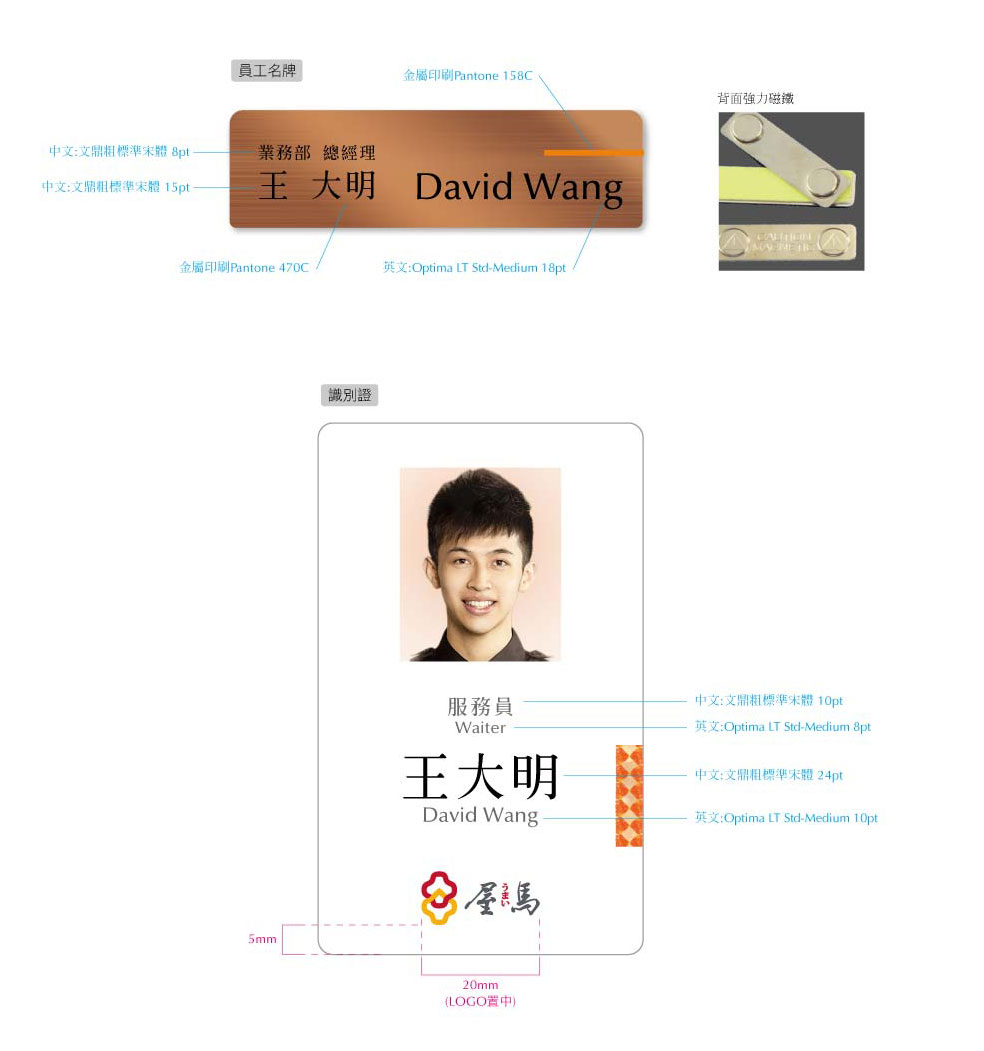 員工名牌
金屬印刷Pantone 158C
背面強力磁鐵
中文:文鼎粗標準宋體 8pt
業務部 總經理
中文:文鼎粗標準宋體 15pt
王 大明 David Wang
CAUTION
MAGNETIC
金屬印刷Pantone 470C
英文:Optima LT Std-Medium 18pt
識別證
服務員
中文:文鼎粗標準宋體 10pt
Waiter
英文:Optima LT Std-Medium 8pt
王大明
中文:文鼎粗標準宋體 24pt
David Wang
英文:Optima LT Std-Medium 10pt
屋馬
うまい
5mm
20mm
(LOGO置中)